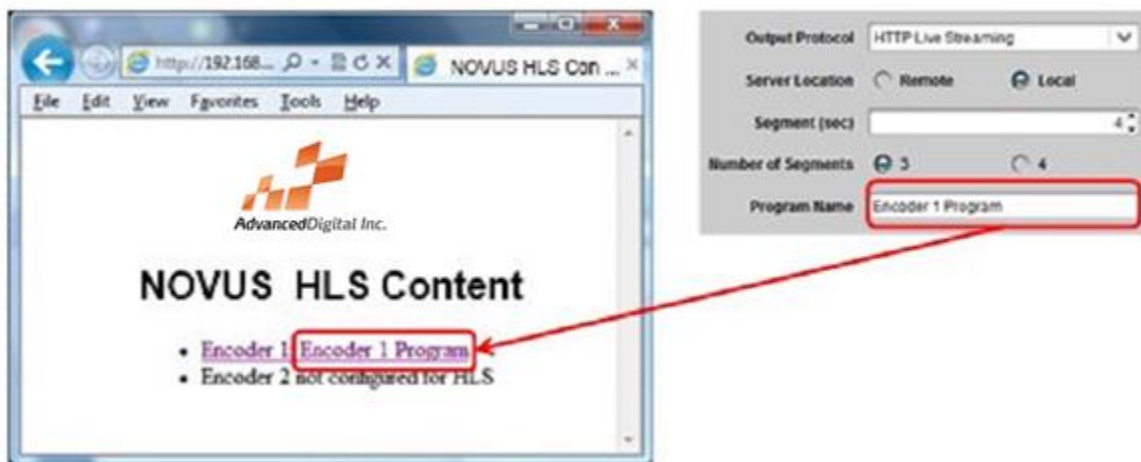 http://192.168...
NOVUS HLS Con ...
File Edit View Favorites Tools Help
AdvancedDigital Inc.
NOVUS HLS Content
• Encoder 1: Encoder 1 Program
• Encoder 2 not configured for HLS
Output Protocol HTTP Live Streaming
Server Location Remote Local
Segment (sec) 4
Number of Segments 3 4
Program Name Encoder 1 Program